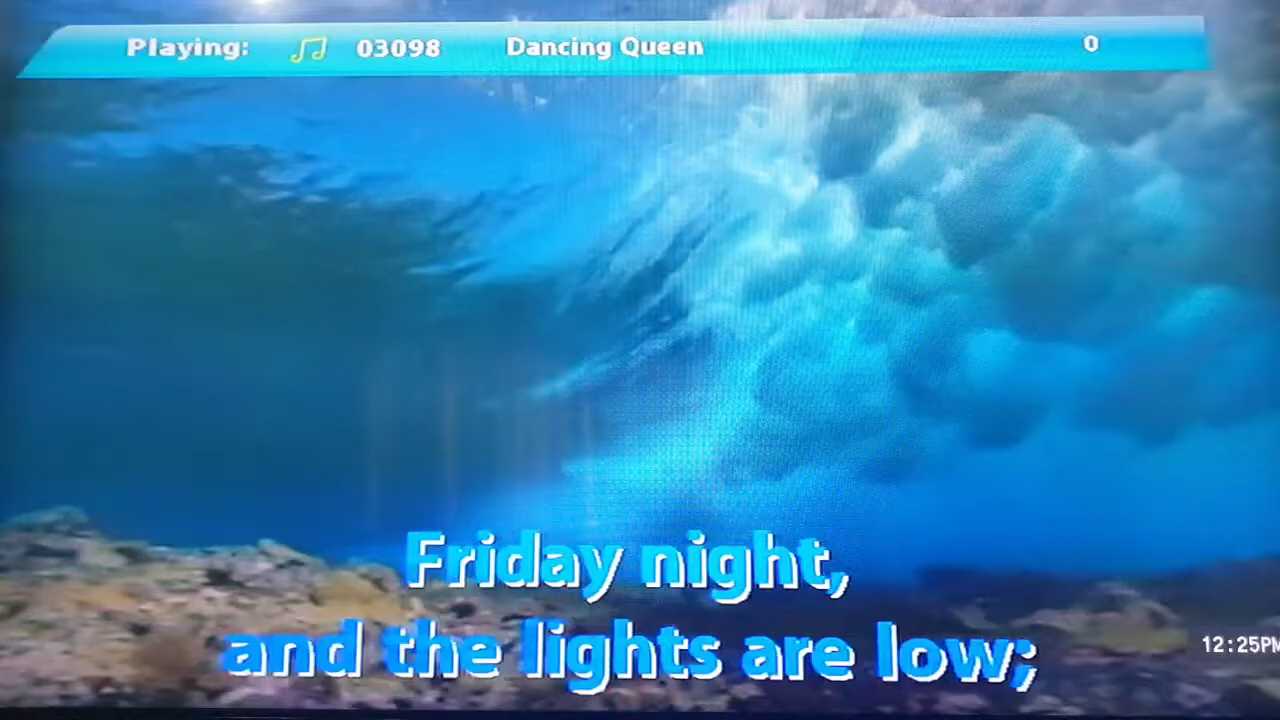 Playing: 03098 Dancing Queen 0
Friday night,
and the lights are low;
12:25PM